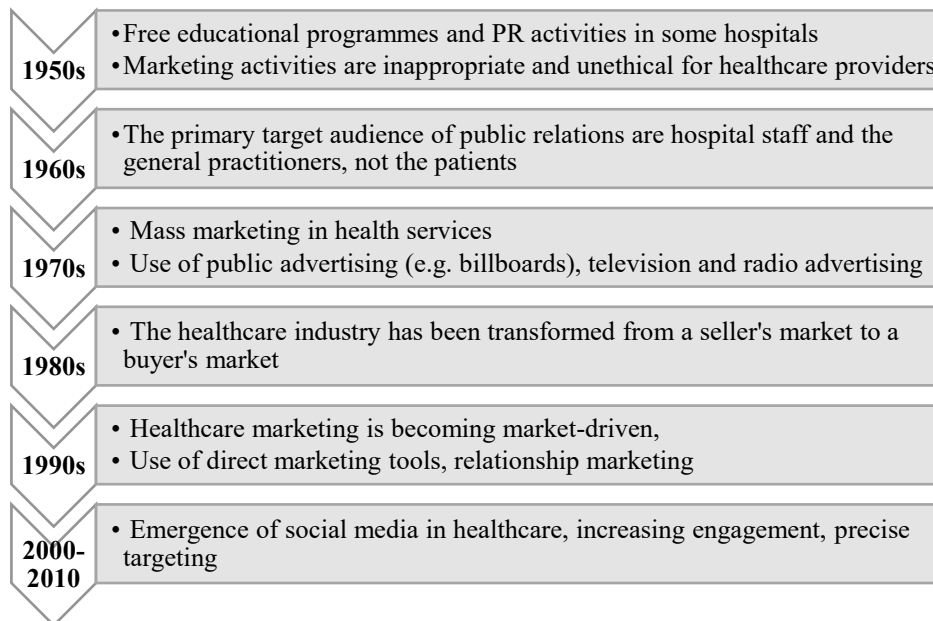 1950s
•Free educational programmes and PR activities in some hospitals
•Marketing activities are inappropriate and unethical for healthcare providers
1960s
•The primary target audience of public relations are hospital staff and the
general practitioners, not the patients
1970s
• Mass marketing in health services
• Use of public advertising (e.g. billboards), television and radio advertising
1980s
• The healthcare industry has been transformed from a seller's market to a
buyer's market
1990s
• Healthcare marketing is becoming market-driven,
• Use of direct marketing tools, relationship marketing
2000-
2010
• Emergence of social media in healthcare, increasing engagement, precise
targeting